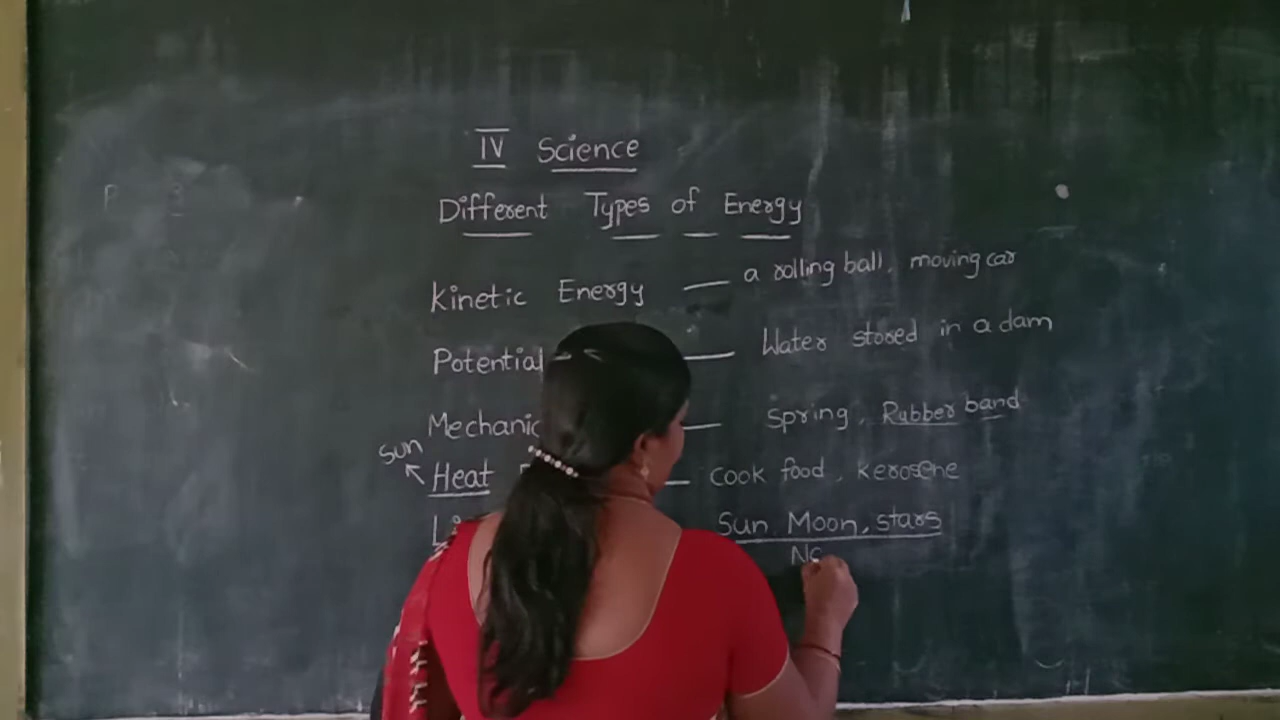 IV Science
Different Types of Energy
Kinetic Energy — a rolling ball, moving car
Potential — Water stored in a dam
Mechanic — Spring, Rubber band
Sun
Heat — Cook food, kerosene
Sun, Moon, stars